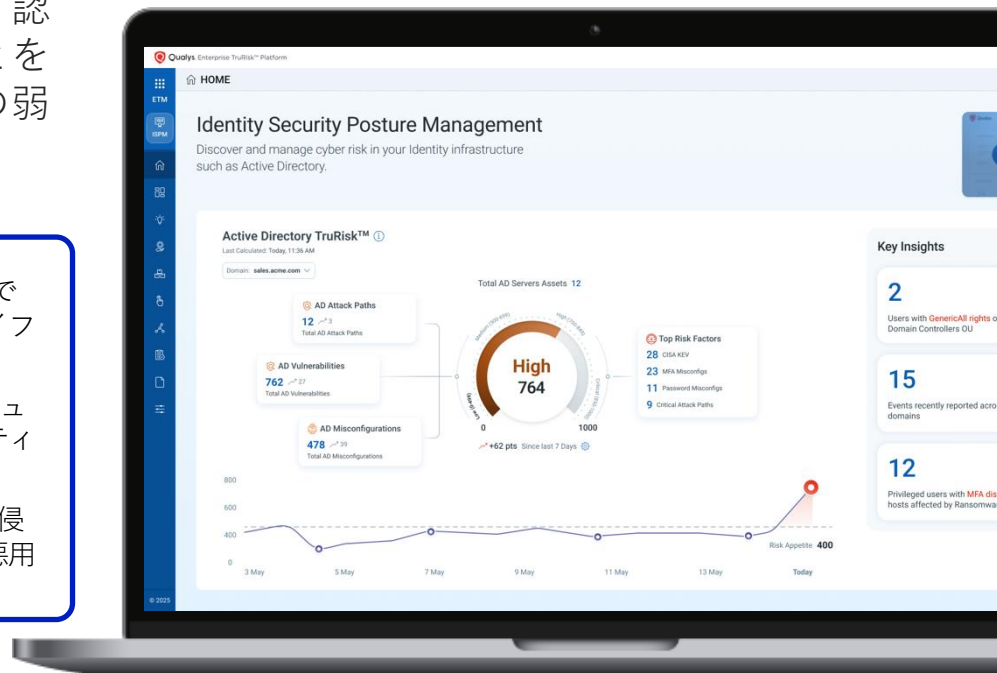 認
とを
の弱
で
イフ
ュ
ティ
侵
悪用
Qualys. Enterprise TruRisk™ Platform
HOME
ETM
ISPM
Identity Security Posture Management
Discover and manage cyber risk in your Identity infrastructure
such as Active Directory.
Active Directory TruRisk™
Last Calculated: Today, 11:36 AM
Domain: sales.acme.com
Total AD Servers Assets 12
AD Attack Paths
12 3
Total AD Attack Paths
AD Vulnerabilities
762 27
Total AD Vulnerabilities
AD Misconfigurations
478 39
Total AD Misconfigurations
High
764
0
1000
+62 pts Since last 7 Days
Top Risk Factors
28 CISA KEV
23 MFA Misconfigs
11 Password Misconfigs
9 Critical Attack Paths
800
600
400
0
3 May
5 May
7 May
9 May
11 May
13 May
Today
Risk Appetite 400
Key Insights
2
Users with GenericAll rights o
Domain Controllers OU
15
Events recently reported acro
domains
12
Privileged users with MFA dis
hosts affected by Ransomwa
© 2025